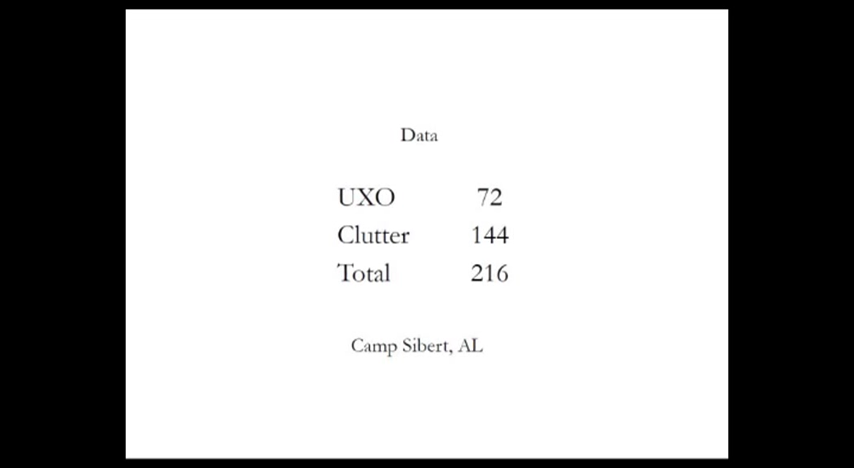 Data
UXO 72
Clutter 144
Total 216
Camp Sibert, AL